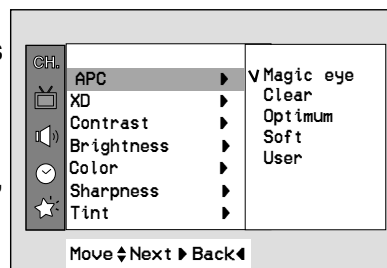 s
CH.
APC
XD
Contrast
Brightness
Color
Sharpness
Tint
V Magic eye
Clear
Optimum
Soft
User
,
Move Next Back